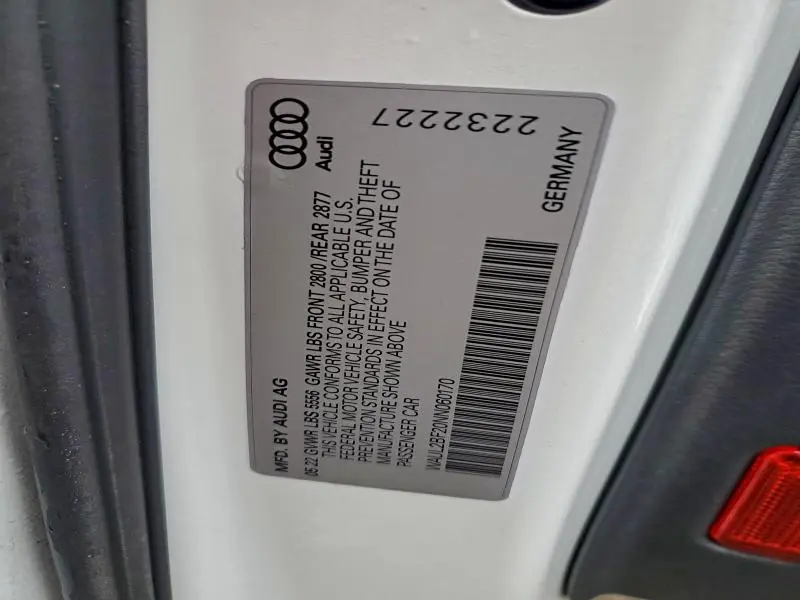 MFD. BY AUDI AG
Audi
05 22 GVWR LBS 5556 GAWR LBS FRONT 2800 /REAR 2877
THIS VEHICLE CONFORMS TO ALL APPLICABLE U.S.
FEDERAL MOTOR VEHICLE SAFETY, BUMPER AND THEFT
PREVENTION STANDARDS IN EFFECT ON THE DATE OF
MANUFACTURE SHOWN ABOVE
PASSENGER CAR
WAUL2BF20NN060170
GERMANY
2232227